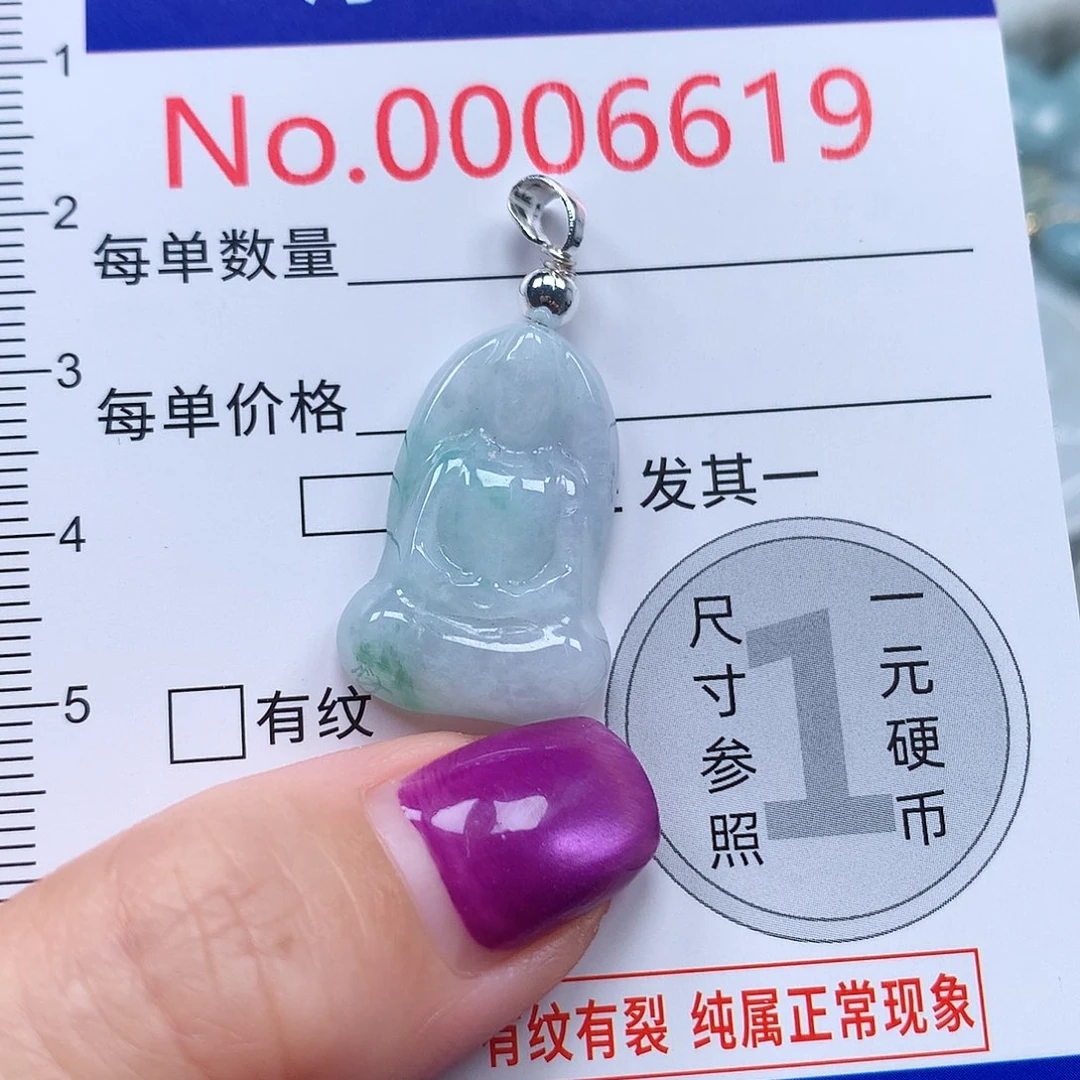 1
No.0006619
2
每单数量
3
每单价格
发其一
4
尺寸参照
1
一元硬币
5
有纹
有纹有裂 纯属正常现象